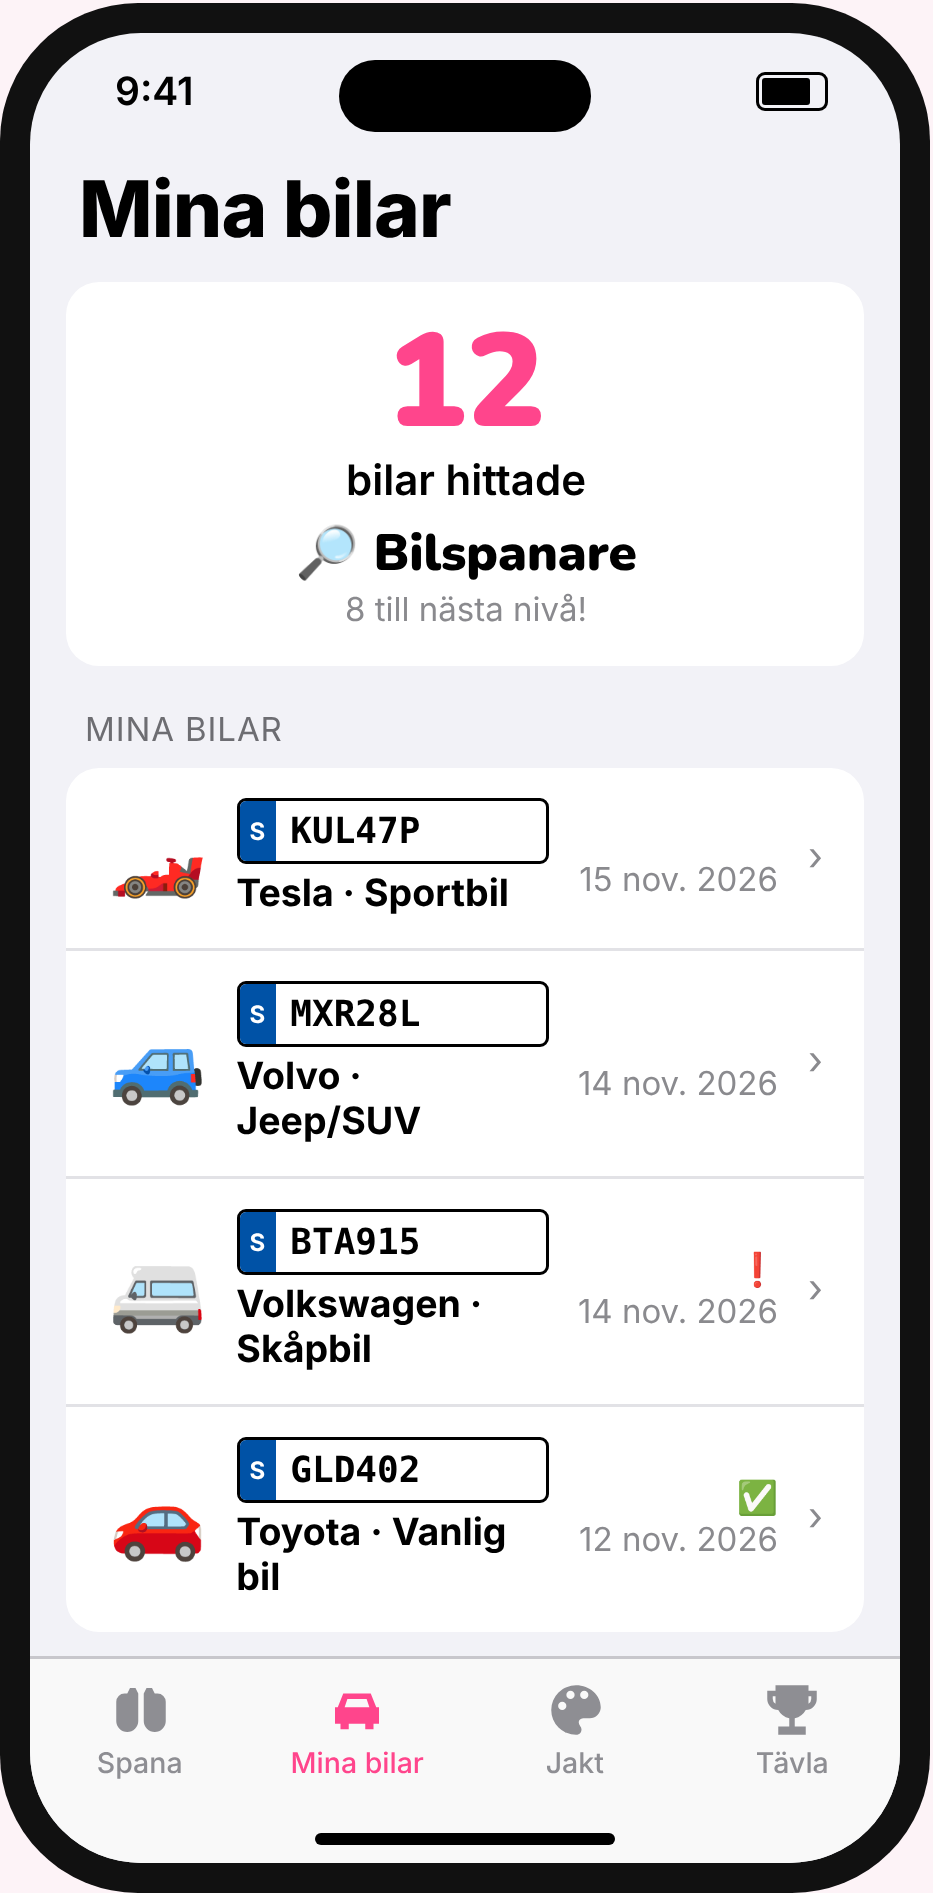 9:41
Mina bilar
12
bilar hittade
🔎 Bilspanare
8 till nästa nivå!
MINA BILAR
S KUL47P
Tesla · Sportbil
15 nov. 2026 ›
S MXR28L
Volvo ·
Jeep/SUV
14 nov. 2026 ›
S BTA915
Volkswagen ·
Skåpbil
❗
14 nov. 2026 ›
S GLD402
Toyota · Vanlig
bil
✅
12 nov. 2026 ›
Spana
Mina bilar
Jakt
Tävla